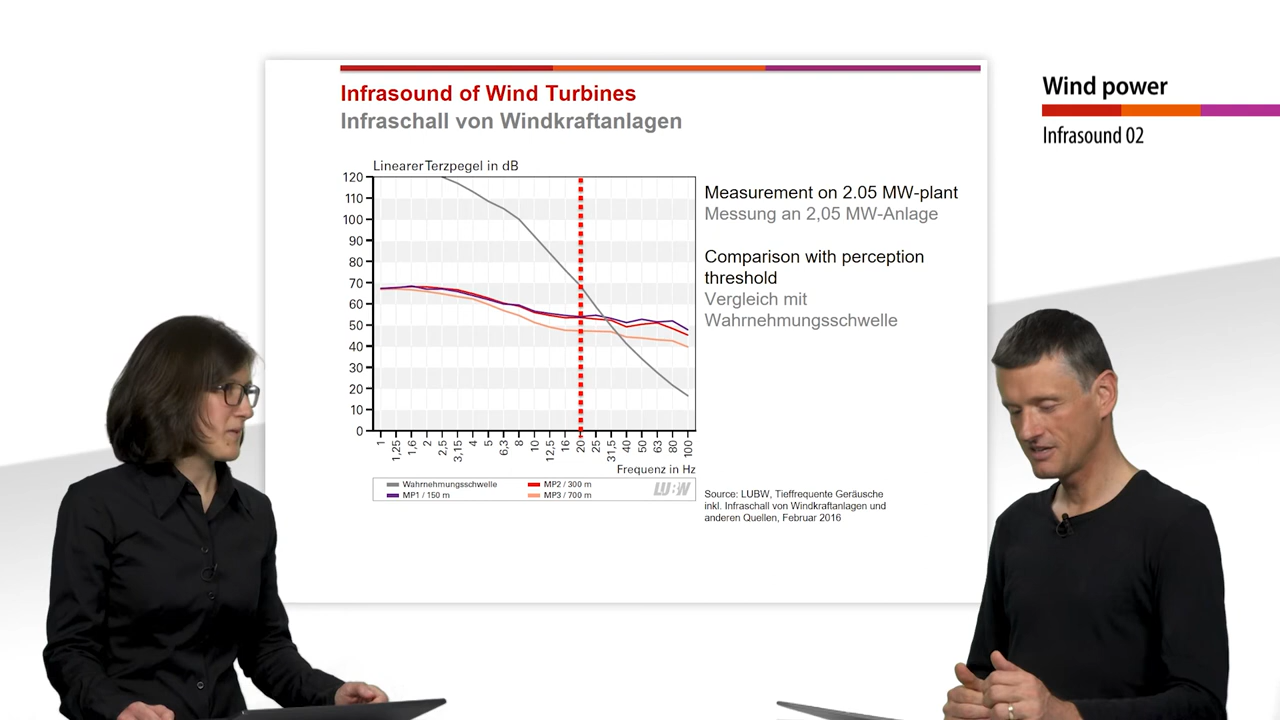 Infrasound of Wind Turbines
Infraschall von Windkraftanlagen
Wind power
Infrasound 02
Linearer Terzpegel in dB
120
110
100
90
80
70
60
50
40
30
20
10
0
1
1,25
1,6
2
2,5
3,15
4
5
6,3
8
10
12,5
16
20
25
31,5
40
50
63
80
100
Frequenz in Hz
Wahrnehmungsschwelle
MP1 / 150 m
MP2 / 300 m
MP3 / 700 m
LUBW
Measurement on 2.05 MW-plant
Messung an 2,05 MW-Anlage
Comparison with perception
threshold
Vergleich mit
Wahrnehmungsschwelle
Source: LUBW, Tieffrequente Geräusche
inkl. Infraschall von Windkraftanlagen und
anderen Quellen, Februar 2016